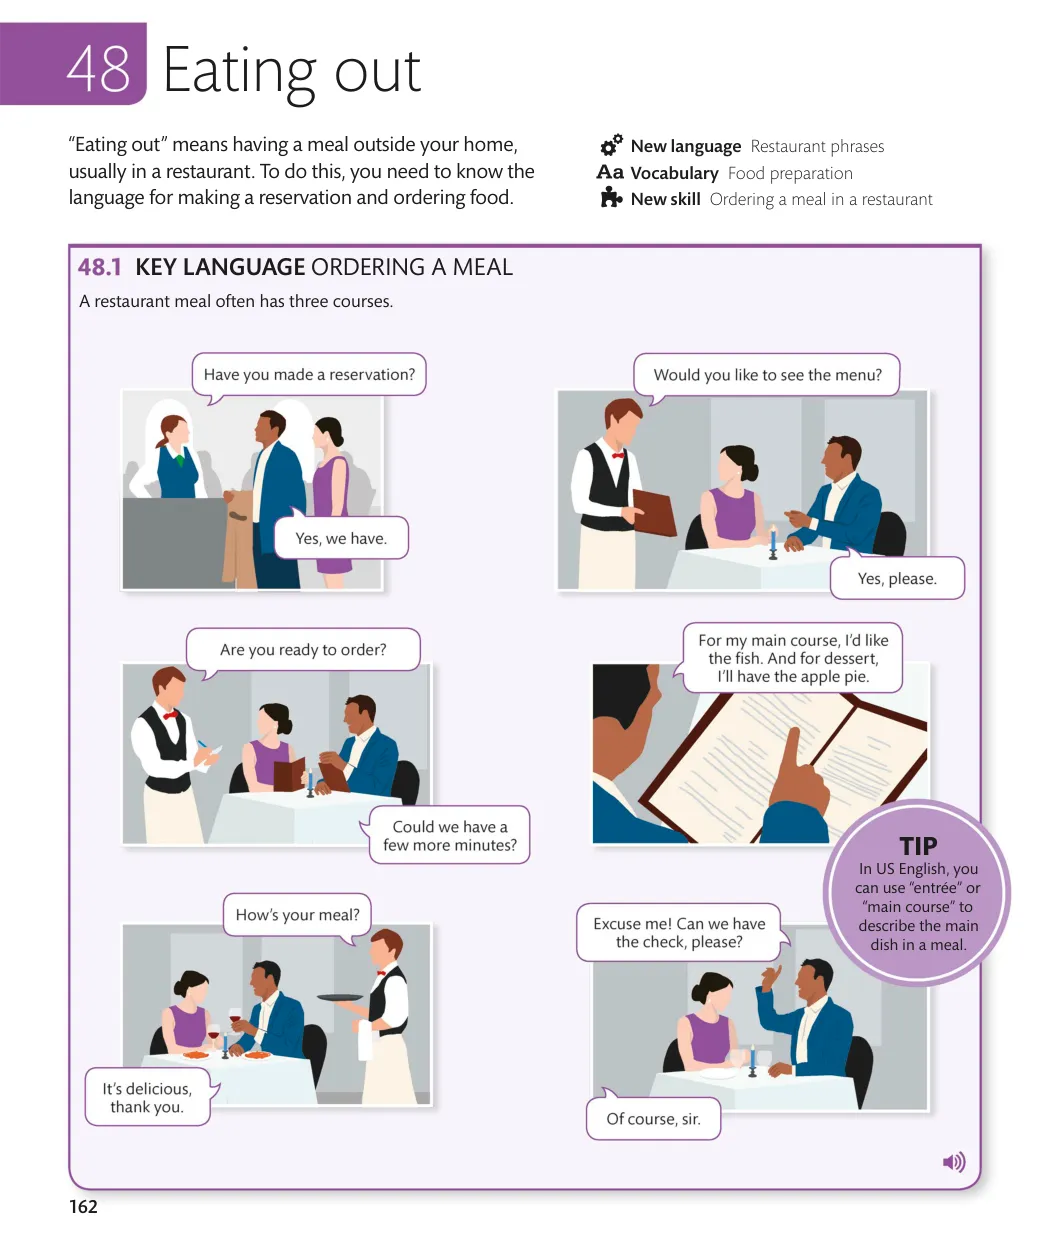 48 Eating out
“Eating out” means having a meal outside your home,
usually in a restaurant. To do this, you need to know the
language for making a reservation and ordering food.
New language Restaurant phrases
Aa Vocabulary Food preparation
New skill Ordering a meal in a restaurant
48.1 KEY LANGUAGE ORDERING A MEAL
A restaurant meal often has three courses.
Have you made a reservation?
Yes, we have.
Would you like to see the menu?
Yes, please.
Are you ready to order?
Could we have a
few more minutes?
For my main course, I’d like
the fish. And for dessert,
I’ll have the apple pie.
TIP
In US English, you
can use “entrée” or
“main course” to
describe the main
dish in a meal.
How’s your meal?
It’s delicious,
thank you.
Excuse me! Can we have
the check, please?
Of course, sir.
162